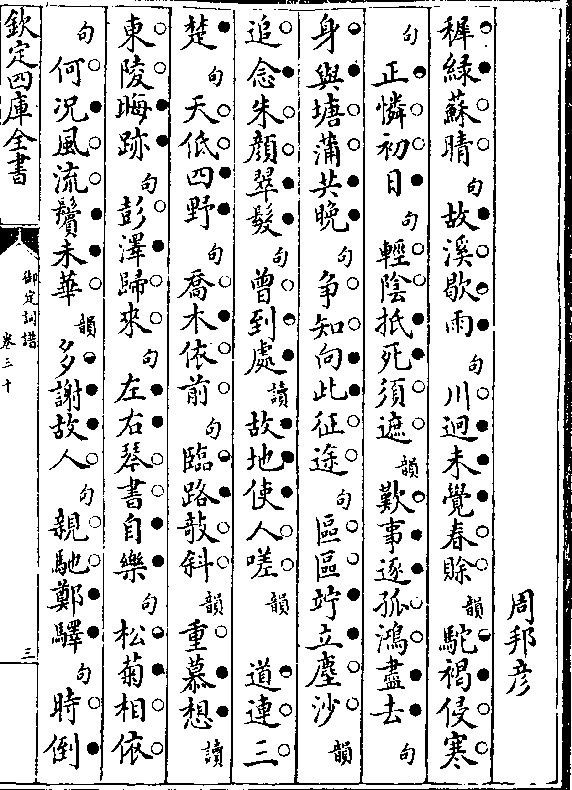 周邦彦
穉綠蘇晴句故溪歇雨句川迥未覺春賒韻駝褐侵寒
句正憐初日句輕陰抵死須遮韻歎事逐孤鴻盡去句
身與塘蒲共晚句争知向此征途句區區竚立塵沙韻
追念朱顔翠髮句曾到處讀故地使人嗟韻道連三
楚句天低四野句喬木依前句臨路敧斜韻重慕想讀
東陵晦跡句彭澤歸來句左右琴書自樂句松菊相依
句何况風流鬢未華韻多謝故人句親馳鄭驛句時倒
欽定四庫全書
御定詞譜
卷三十
三